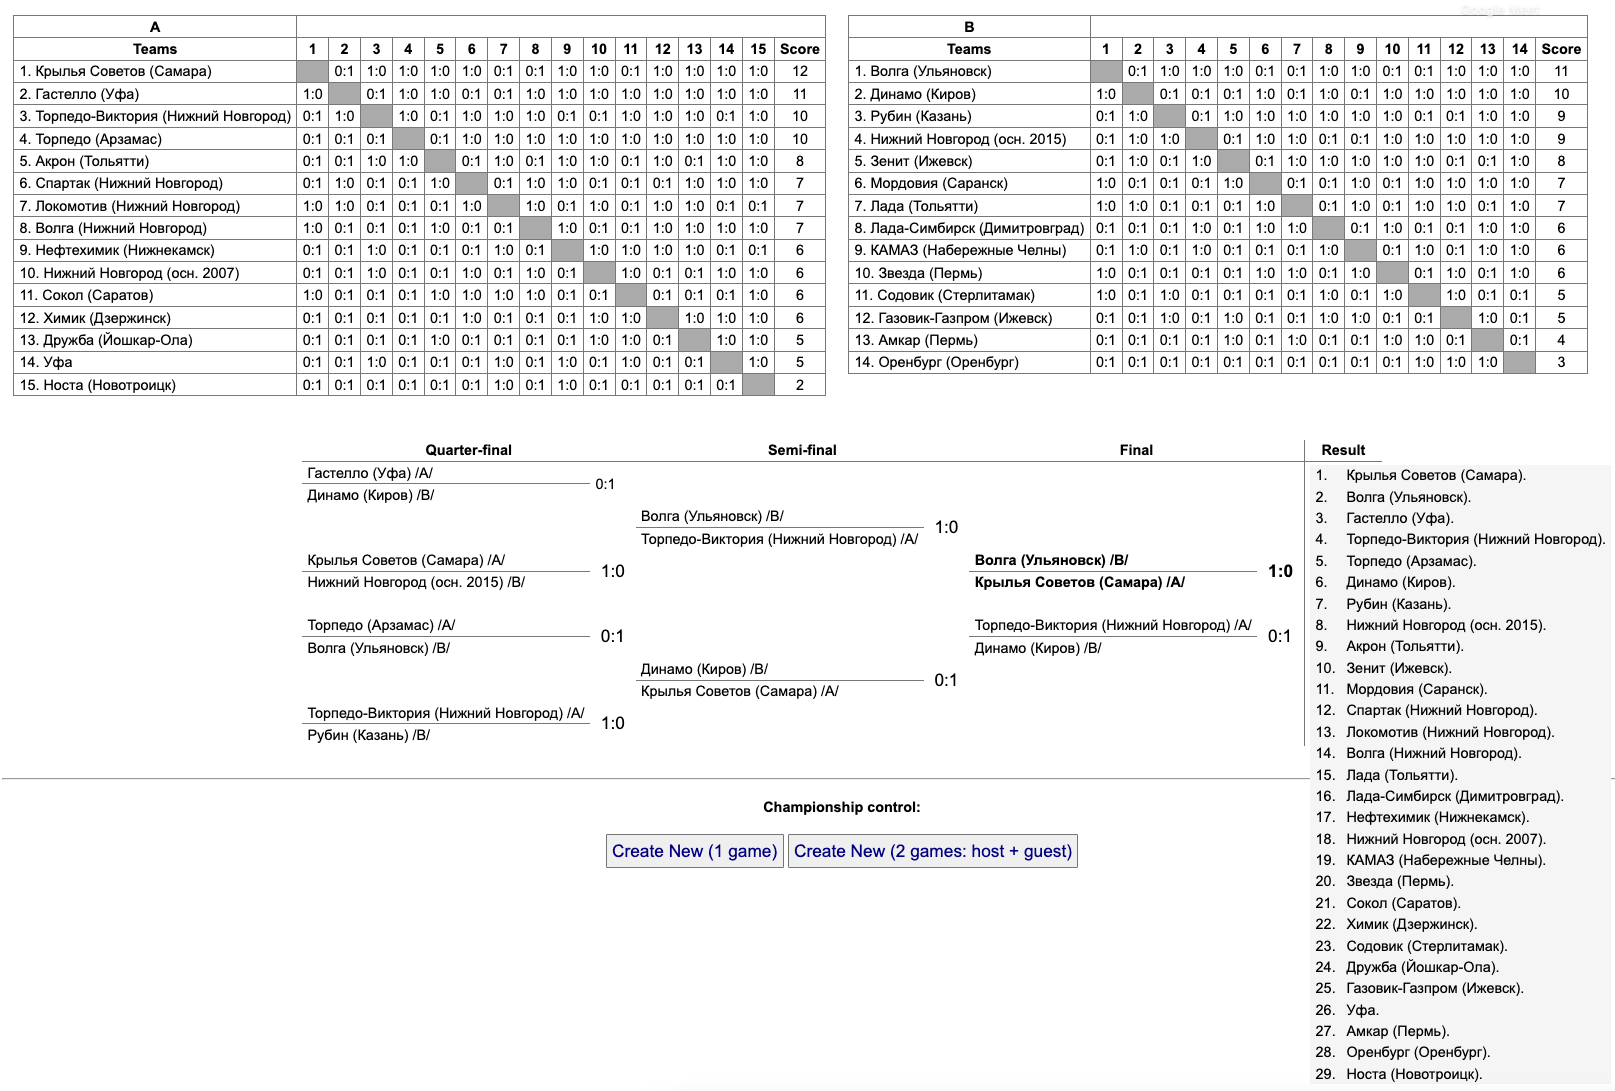 Google Meet
A
Teams 1 2 3 4 5 6 7 8 9 10 11 12 13 14 15 Score
1. Крылья Советов (Самара) 0:1 1:0 1:0 1:0 1:0 0:1 0:1 1:0 1:0 0:1 1:0 1:0 1:0 1:0 12
2. Гастелло (Уфа) 1:0 0:1 1:0 1:0 0:1 0:1 1:0 1:0 1:0 1:0 1:0 1:0 1:0 1:0 11
3. Торпедо-Виктория (Нижний Новгород) 0:1 1:0 1:0 0:1 1:0 1:0 1:0 0:1 0:1 1:0 1:0 1:0 0:1 1:0 10
4. Торпедо (Арзамас) 0:1 0:1 0:1 0:1 1:0 1:0 1:0 1:0 1:0 1:0 1:0 1:0 1:0 1:0 10
5. Акрон (Тольятти) 0:1 0:1 1:0 1:0 0:1 1:0 0:1 1:0 1:0 0:1 1:0 0:1 1:0 1:0 8
6. Спартак (Нижний Новгород) 0:1 1:0 0:1 0:1 1:0 0:1 1:0 1:0 0:1 0:1 0:1 1:0 1:0 1:0 7
7. Локомотив (Нижний Новгород) 1:0 1:0 0:1 0:1 0:1 1:0 1:0 0:1 1:0 0:1 1:0 1:0 0:1 0:1 7
8. Волга (Нижний Новгород) 1:0 0:1 0:1 0:1 1:0 0:1 0:1 1:0 0:1 0:1 1:0 1:0 1:0 1:0 7
9. Нефтехимик (Нижнекамск) 0:1 0:1 1:0 0:1 0:1 0:1 1:0 0:1 1:0 1:0 1:0 1:0 0:1 0:1 6
10. Нижний Новгород (осн. 2007) 0:1 0:1 1:0 0:1 0:1 1:0 0:1 1:0 0:1 1:0 0:1 0:1 1:0 1:0 6
11. Сокол (Саратов) 1:0 0:1 0:1 0:1 1:0 1:0 1:0 1:0 0:1 0:1 0:1 0:1 0:1 1:0 6
12. Химик (Дзержинск) 0:1 0:1 0:1 0:1 0:1 1:0 0:1 0:1 0:1 1:0 1:0 1:0 1:0 1:0 6
13. Дружба (Йошкар-Ола) 0:1 0:1 0:1 0:1 1:0 0:1 0:1 0:1 0:1 1:0 1:0 0:1 1:0 1:0 5
14. Уфа 0:1 0:1 1:0 0:1 0:1 0:1 1:0 0:1 1:0 0:1 1:0 0:1 0:1 1:0 5
15. Носта (Новотроицк) 0:1 0:1 0:1 0:1 0:1 0:1 1:0 0:1 1:0 0:1 0:1 0:1 0:1 0:1 2
B
Teams 1 2 3 4 5 6 7 8 9 10 11 12 13 14 Score
1. Волга (Ульяновск) 0:1 1:0 1:0 1:0 0:1 0:1 1:0 1:0 0:1 0:1 1:0 1:0 1:0 11
2. Динамо (Киров) 1:0 0:1 0:1 0:1 1:0 0:1 1:0 1:0 1:0 1:0 1:0 1:0 1:0 10
3. Рубин (Казань) 0:1 1:0 0:1 1:0 1:0 1:0 0:1 0:1 1:0 1:0 1:0 1:0 1:0 9
4. Нижний Новгород (осн. 2015) 0:1 1:0 1:0 0:1 1:0 1:0 0:1 0:1 1:0 1:0 1:0 1:0 1:0 9
5. Зенит (Ижевск) 0:1 1:0 0:1 1:0 0:1 1:0 1:0 1:0 1:0 1:0 0:1 0:1 1:0 8
6. Мордовия (Саранск) 1:0 0:1 0:1 0:1 1:0 0:1 0:1 1:0 0:1 1:0 1:0 1:0 1:0 7
7. Лада (Тольятти) 1:0 1:0 0:1 0:1 0:1 1:0 0:1 1:0 0:1 1:0 1:0 0:1 1:0 7
8. Лада-Симбирск (Димитровград) 0:1 0:1 1:0 1:0 0:1 1:0 1:0 0:1 1:0 0:1 0:1 1:0 0:1 6
9. КАМАЗ (Набережные Челны) 0:1 0:1 1:0 1:0 0:1 0:1 0:1 1:0 0:1 1:0 0:1 0:1 1:0 6
10. Звезда (Пермь) 1:0 0:1 0:1 0:1 0:1 1:0 1:0 0:1 1:0 0:1 1:0 0:1 1:0 6
11. Содовик (Стерлитамак) 1:0 0:1 0:1 0:1 0:1 0:1 0:1 1:0 0:1 1:0 1:0 0:1 0:1 5
12. Газовик-Газпром (Ижевск) 0:1 0:1 0:1 0:1 1:0 0:1 0:1 1:0 1:0 0:1 0:1 1:0 0:1 5
13. Амкар (Пермь) 0:1 0:1 0:1 0:1 1:0 0:1 1:0 0:1 1:0 1:0 1:0 0:1 0:1 4
14. Оренбург (Оренбург) 0:1 0:1 0:1 0:1 0:1 0:1 0:1 1:0 0:1 0:1 1:0 1:0 1:0 3
Quarter-final
Гастелло (Уфа) /A/
0:1
Динамо (Киров) /B/
Крылья Советов (Самара) /A/
1:0
Нижний Новгород (осн. 2015) /B/
Торпедо (Арзамас) /A/
0:1
Волга (Ульяновск) /B/
Торпедо-Виктория (Нижний Новгород) /A/
1:0
Рубин (Казань) /B/
Semi-final
Волга (Ульяновск) /B/
1:0
Торпедо-Виктория (Нижний Новгород) /A/
Динамо (Киров) /B/
0:1
Крылья Советов (Самара) /A/
Final
Волга (Ульяновск) /B/
1:0
Крылья Советов (Самара) /A/
Торпедо-Виктория (Нижний Новгород) /A/
0:1
Динамо (Киров) /B/
Result
1. Крылья Советов (Самара).
2. Волга (Ульяновск).
3. Гастелло (Уфа).
4. Торпедо-Виктория (Нижний Новгород).
5. Торпедо (Арзамас).
6. Динамо (Киров).
7. Рубин (Казань).
8. Нижний Новгород (осн. 2015).
9. Акрон (Тольятти).
10. Зенит (Ижевск).
11. Мордовия (Саранск).
12. Спартак (Нижний Новгород).
13. Локомотив (Нижний Новгород).
14. Волга (Нижний Новгород).
15. Лада (Тольятти).
16. Лада-Симбирск (Димитровград).
17. Нефтехимик (Нижнекамск).
18. Нижний Новгород (осн. 2007).
19. КАМАЗ (Набережные Челны).
20. Звезда (Пермь).
21. Сокол (Саратов).
22. Химик (Дзержинск).
23. Содовик (Стерлитамак).
24. Дружба (Йошкар-Ола).
25. Газовик-Газпром (Ижевск).
26. Уфа.
27. Амкар (Пермь).
28. Оренбург (Оренбург).
29. Носта (Новотроицк).
Championship control:
Create New (1 game) Create New (2 games: host + guest)